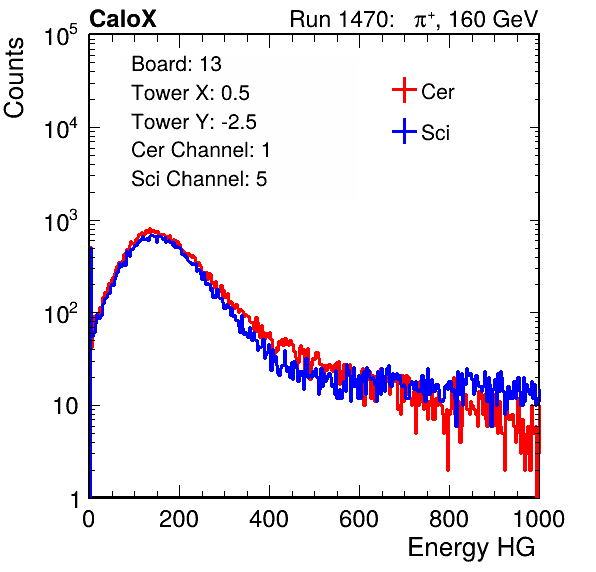 CaloX Run 1470: π⁺, 160 GeV
Board: 13
Tower X: 0.5
Tower Y: -2.5
Cer Channel: 1
Sci Channel: 5
Cer
Sci
Counts
10⁵
10⁴
10³
10²
10
1
0 200 400 600 800 1000
Energy HG